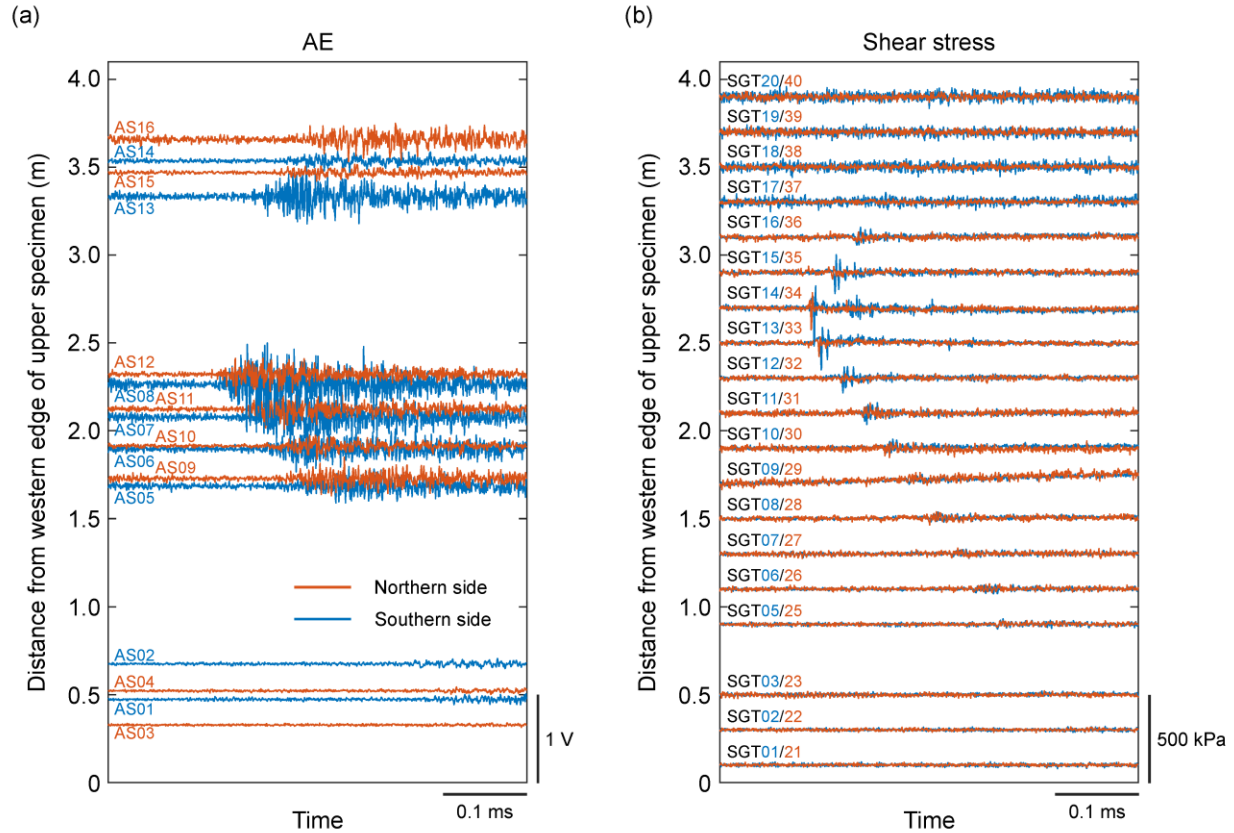 (a)
AE
Distance from western edge of upper specimen (m)
4.0
3.5
3.0
2.5
2.0
1.5
1.0
0.5
0
AS16
AS14
AS15
AS13
AS12
AS08 AS11
AS07
AS10
AS06 AS09
AS05
Northern side
Southern side
AS02
AS04
AS01
AS03
1 V
0.1 ms
Time
(b)
Shear stress
Distance from western edge of upper specimen (m)
4.0
3.5
3.0
2.5
2.0
1.5
1.0
0.5
0
SGT20/40
SGT19/39
SGT18/38
SGT17/37
SGT16/36
SGT15/35
SGT14/34
SGT13/33
SGT12/32
SGT11/31
SGT10/30
SGT09/29
SGT08/28
SGT07/27
SGT06/26
SGT05/25
SGT03/23
SGT02/22
SGT01/21
500 kPa
0.1 ms
Time